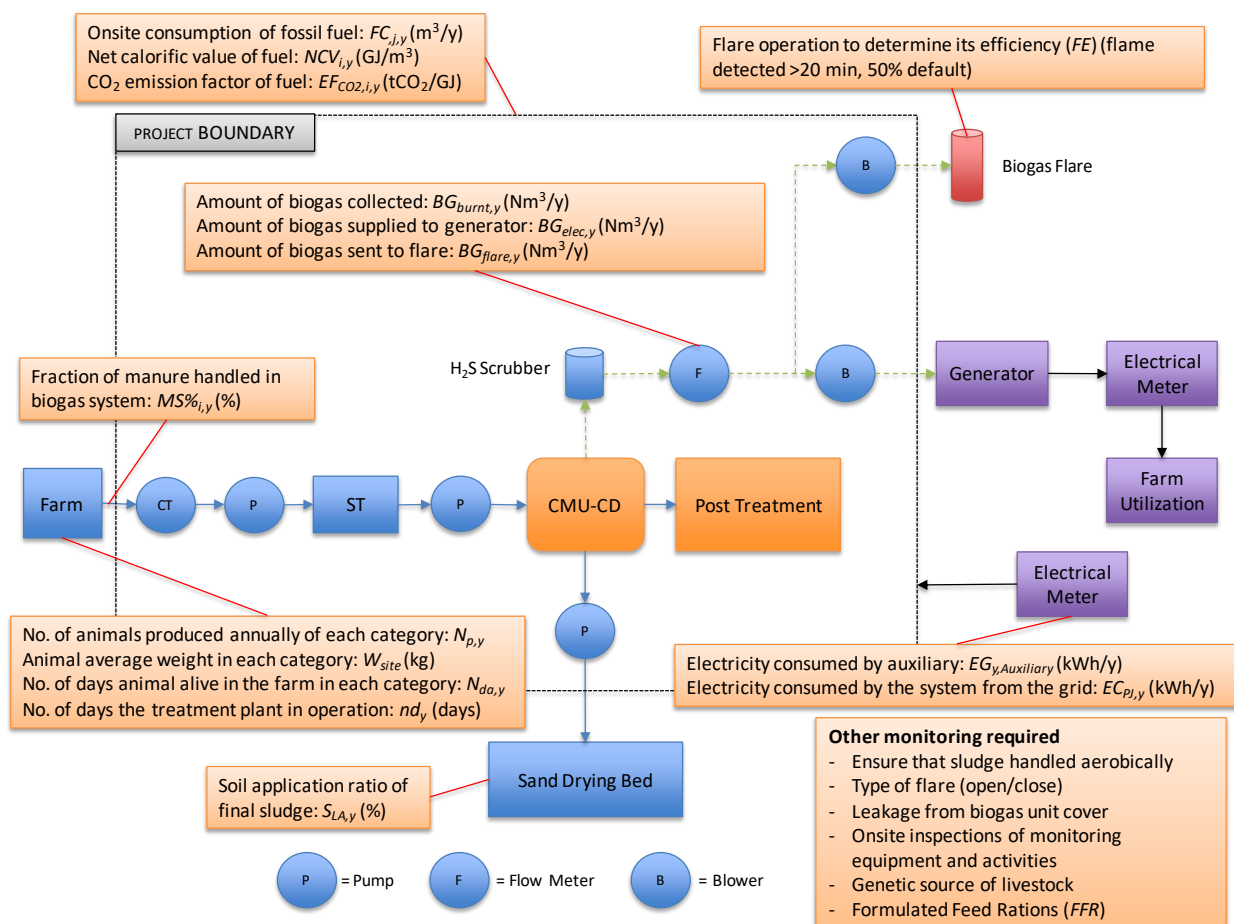 Onsite consumption of fossil fuel: FC,j,y (m3/y)
Net calorific value of fuel: NCVi,y (GJ/m3)
CO2 emission factor of fuel: EFCO2,i,y (tCO2/GJ)
Flare operation to determine its efficiency (FE) (flame
detected >20 min, 50% default)
PROJECT BOUNDARY
B
Biogas Flare
Amount of biogas collected: BGburnt,y (Nm3/y)
Amount of biogas supplied to generator: BGelec,y (Nm3/y)
Amount of biogas sent to flare: BGflare,y (Nm3/y)
H2S Scrubber
F
B
Generator
Electrical
Meter
Fraction of manure handled in
biogas system: MS%i,y (%)
Farm
CT
P
ST
P
CMU-CD
Post Treatment
Farm
Utilization
Electrical
Meter
P
No. of animals produced annually of each category: Np,y
Animal average weight in each category: Wsite (kg)
No. of days animal alive in the farm in each category: Nda,y
No. of days the treatment plant in operation: ndy (days)
Electricity consumed by auxiliary: EGy,Auxiliary (kWh/y)
Electricity consumed by the system from the grid: ECPJ,y (kWh/y)
Soil application ratio of
final sludge: SLA,y (%)
Sand Drying Bed
Other monitoring required
- Ensure that sludge handled aerobically
- Type of flare (open/close)
- Leakage from biogas unit cover
- Onsite inspections of monitoring
equipment and activities
- Genetic source of livestock
- Formulated Feed Rations (FFR)
P = Pump
F = Flow Meter
B = Blower